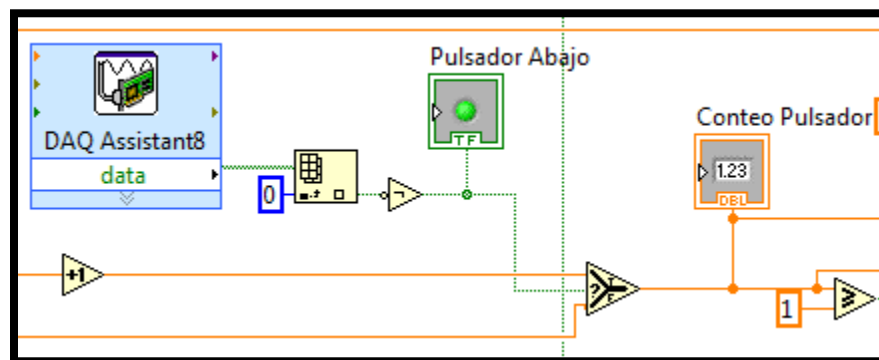 Pulsador Abajo
TF
DAQ Assistant8
data
0
Conteo Pulsador
1.23
DBL
+1
?
T
F
1
≥